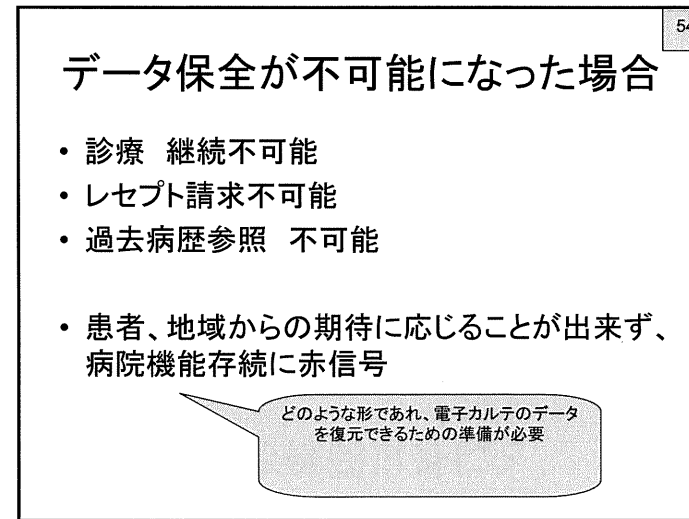 54
データ保全が不可能になった場合
• 診療 継続不可能
• レセプト請求不可能
• 過去病歴参照 不可能
• 患者、地域からの期待に応じることが出来ず、
病院機能存続に赤信号
どのような形であれ、電子カルテのデータ
を復元できるための準備が必要